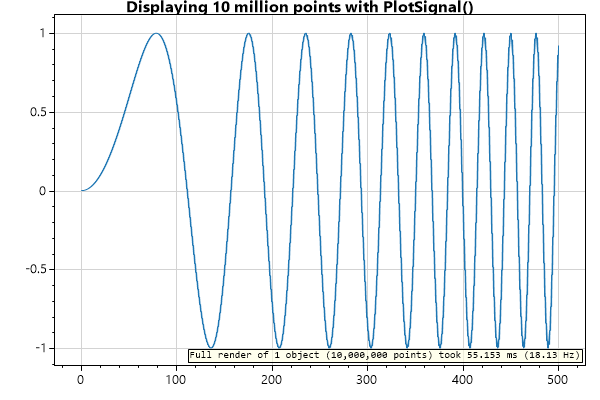 Displaying 10 million points with PlotSignal()
1
0.5
0
-0.5
-1
Full render of 1 object (10,000,000 points) took 55.153 ms (18.13 Hz)
0 100 200 300 400 500